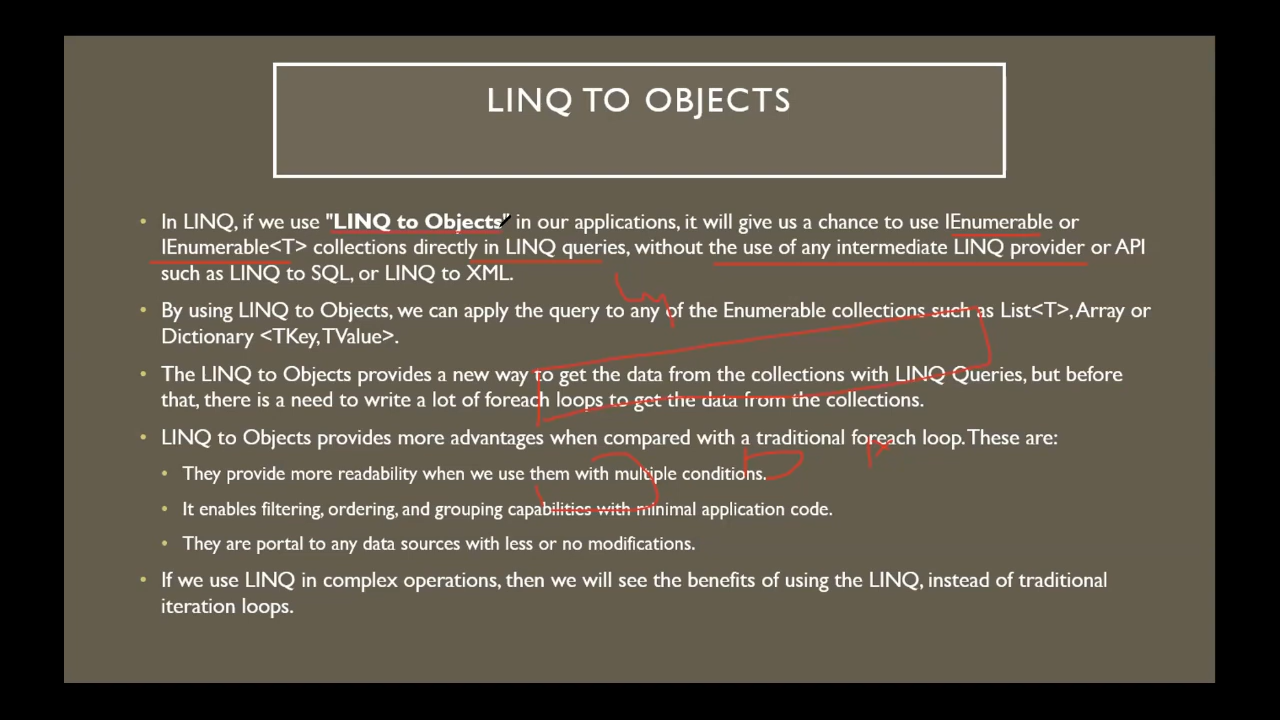 LINQ TO OBJECTS
• In LINQ, if we use "LINQ to Objects" in our applications, it will give us a chance to use IEnumerable or
IEnumerable<T> collections directly in LINQ queries, without the use of any intermediate LINQ provider or API
such as LINQ to SQL, or LINQ to XML.
• By using LINQ to Objects, we can apply the query to any of the Enumerable collections such as List<T>, Array or
Dictionary <TKey, TValue>.
• The LINQ to Objects provides a new way to get the data from the collections with LINQ Queries, but before
that, there is a need to write a lot of foreach loops to get the data from the collections.
• LINQ to Objects provides more advantages when compared with a traditional foreach loop. These are:
• They provide more readability when we use them with multiple conditions.
• It enables filtering, ordering, and grouping capabilities with minimal application code.
• They are portal to any data sources with less or no modifications.
• If we use LINQ in complex operations, then we will see the benefits of using the LINQ, instead of traditional
iteration loops.